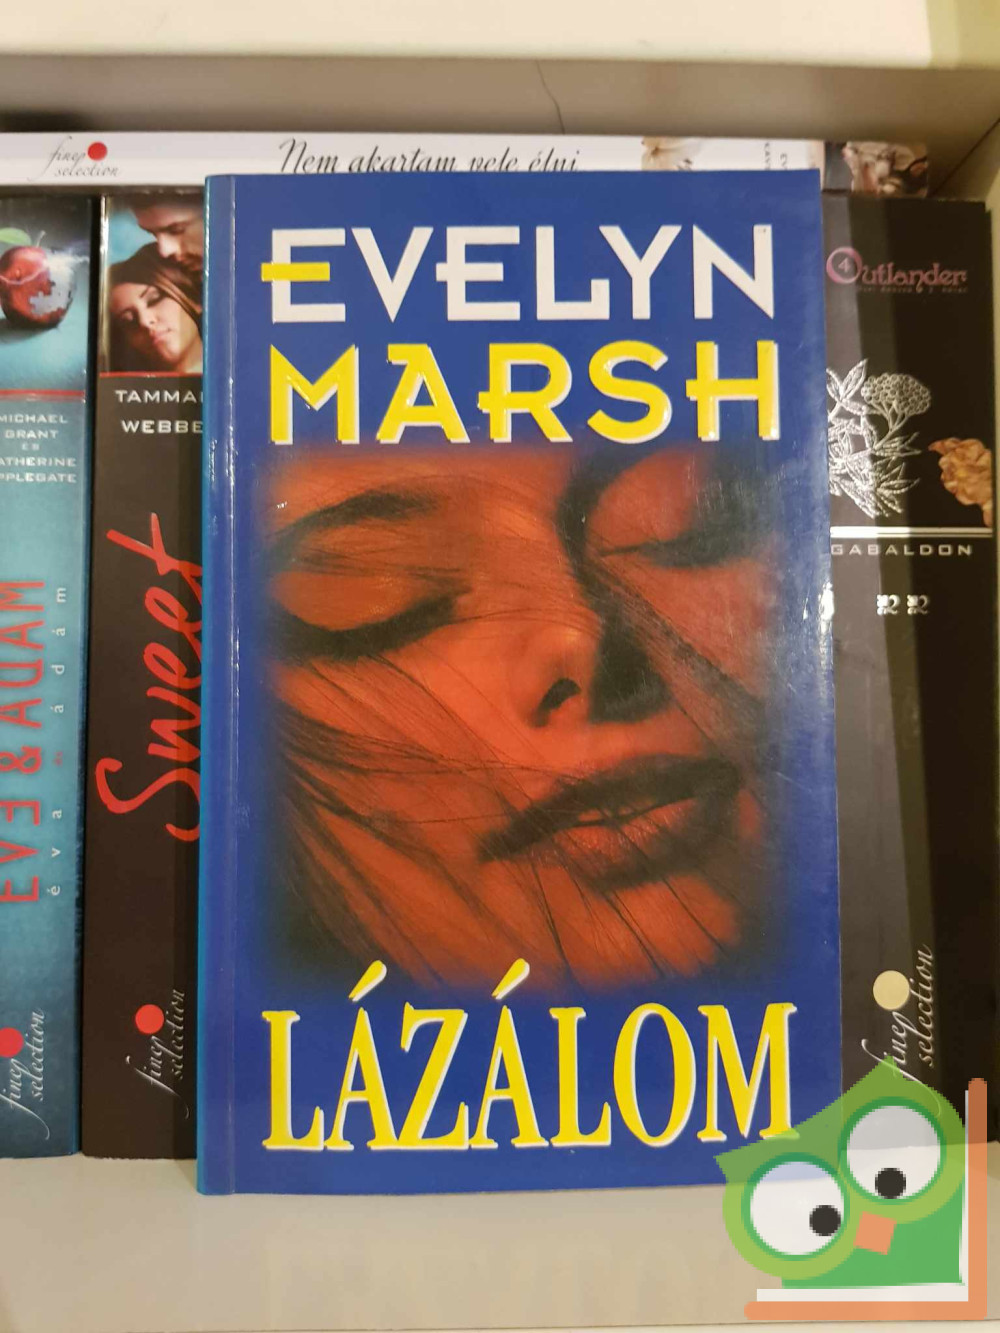 fine selection
Nem akartam vele élni
EVELYN
MARSH
LÁZÁLOM
MICHAEL
GRANT
ÉS
KATHERINE
APPLEGATE
EVE & ADAM
éva és ádám
fine selection
TAMMARA
WEBBER
Sweet
fine selection
4
Outlander
GABALDON
fine selection